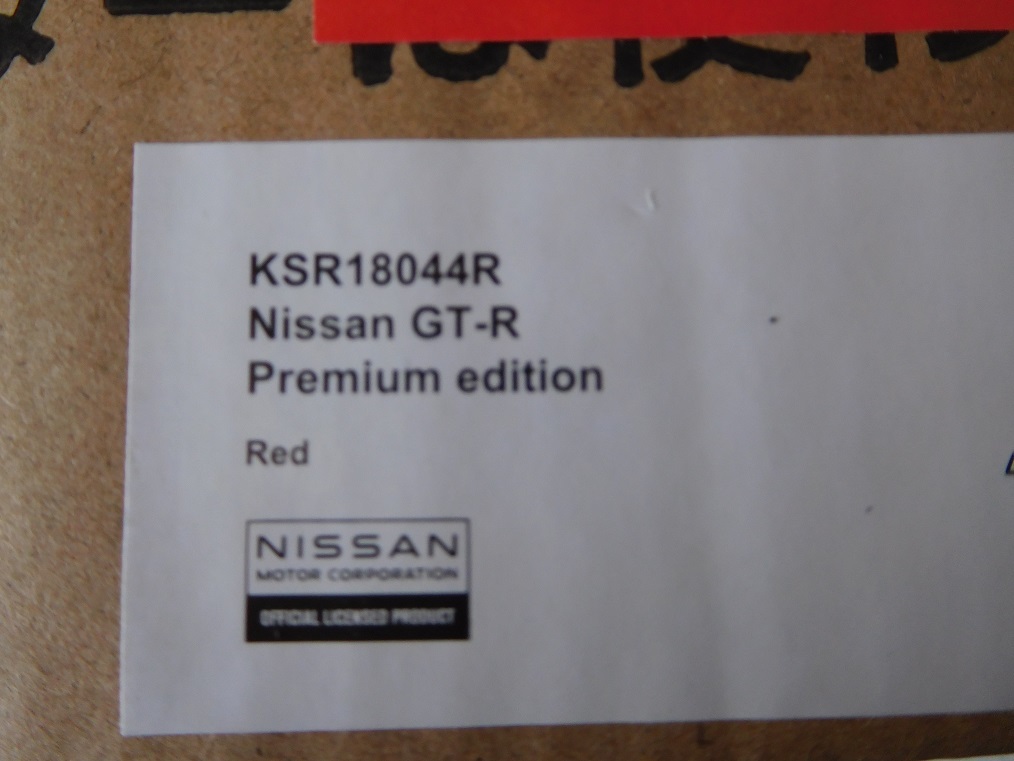 KSR18044R
Nissan GT-R
Premium edition
Red
NISSAN
MOTOR CORPORATION
OFFICIAL LICENSED PRODUCT